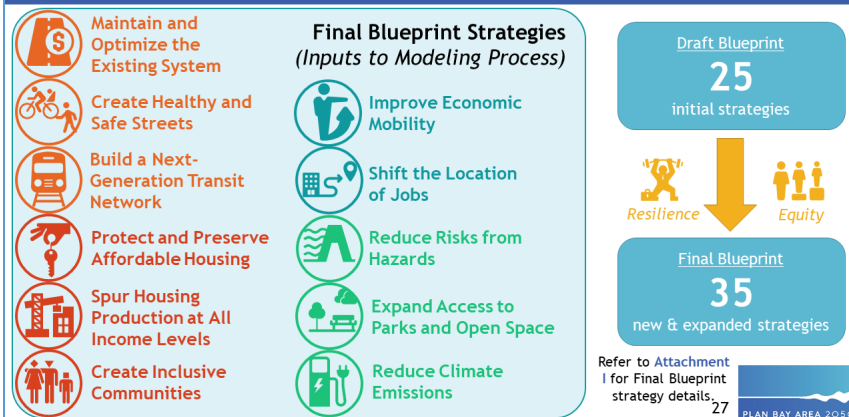 Maintain and
Optimize the
Existing System
Create Healthy and
Safe Streets
Build a Next-
Generation Transit
Network
Protect and Preserve
Affordable Housing
Spur Housing
Production at All
Income Levels
Create Inclusive
Communities
Final Blueprint Strategies
(Inputs to Modeling Process)
Improve Economic
Mobility
Shift the Location
of Jobs
Reduce Risks from
Hazards
Expand Access to
Parks and Open Space
Reduce Climate
Emissions
Draft Blueprint
25
initial strategies
Resilience
Equity
Final Blueprint
35
new & expanded strategies
Refer to Attachment
I for Final Blueprint
strategy details.
27
PLAN BAY AREA 205